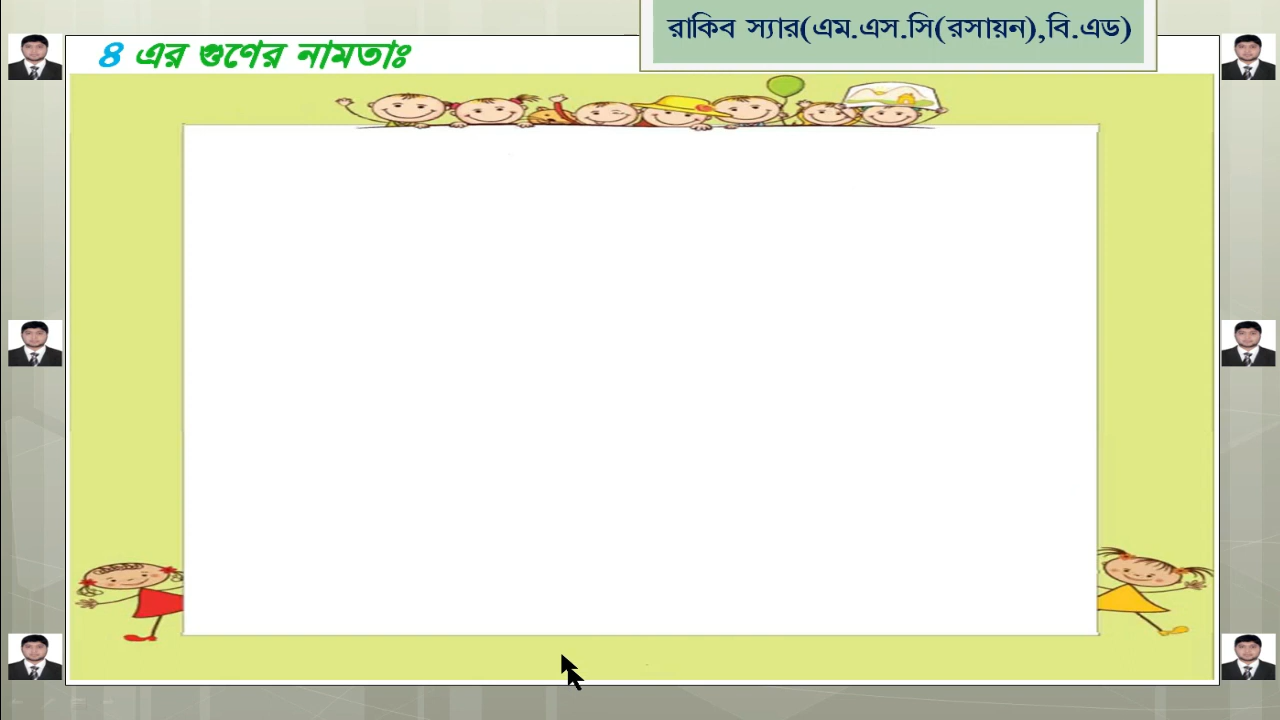 রাকিব স্যার(এম.এস.সি(রসায়ন),বি.এড)
৪ এর গুণের নামতাঃ